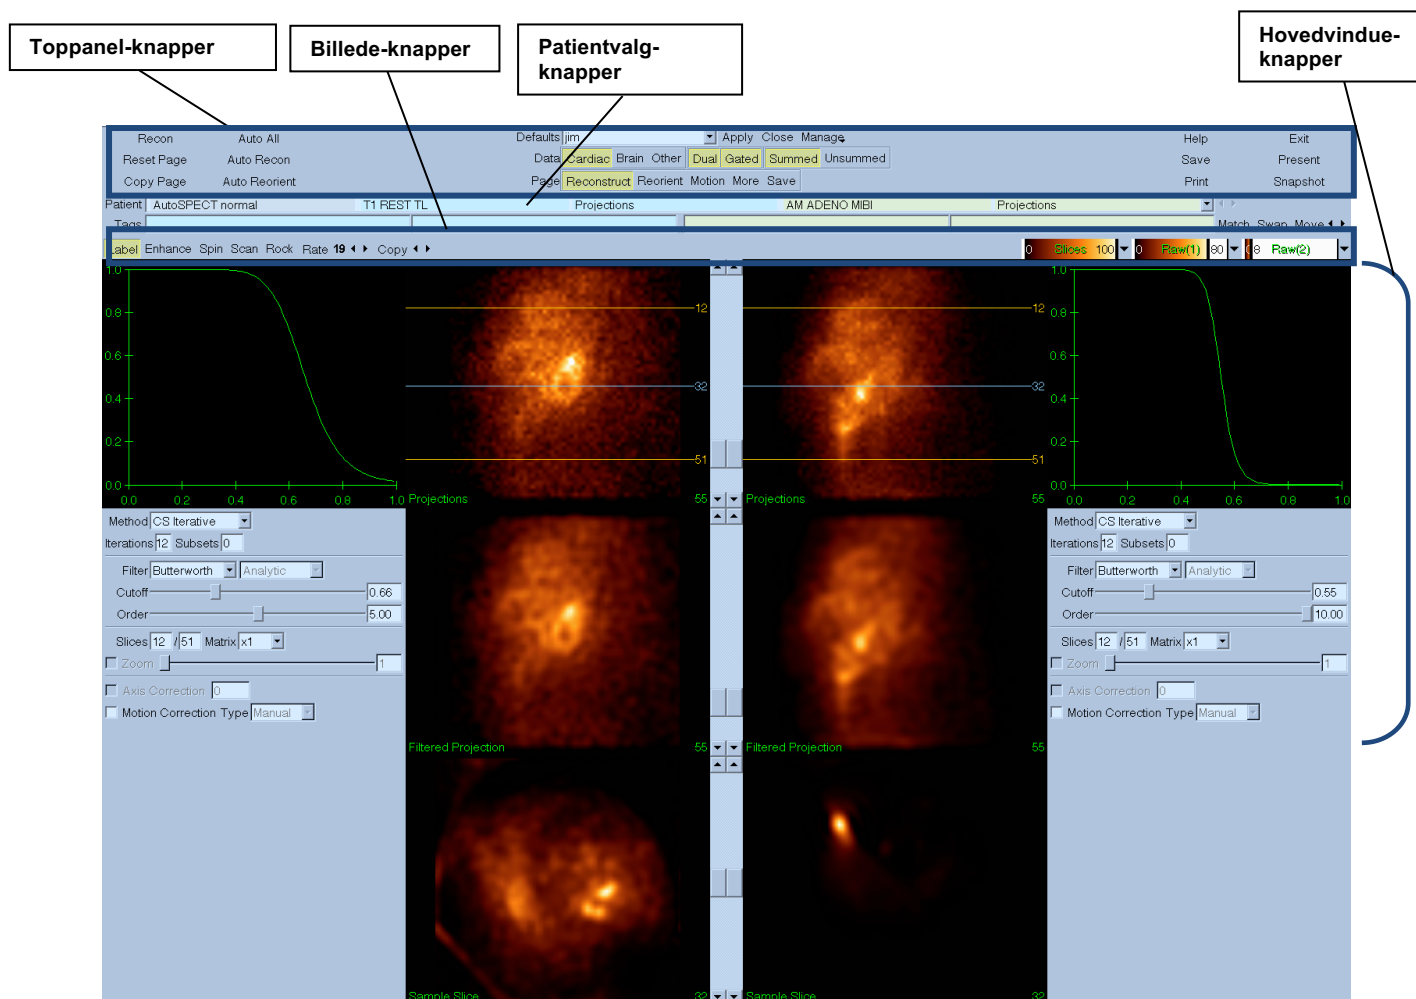 Toppanel-knapper
Billede-knapper
Patientvalg-
knapper
Hovedvindue-
knapper
Recon Auto All Defaults jim Apply Close Manage Help Exit
Reset Page Auto Recon Data Cardiac Brain Other Dual Gated Summed Unsummed Save Present
Copy Page Auto Reorient Page Reconstruct Reorient Motion More Save Print Snapshot
Patient AutoSPECT normal T1 REST TL Projections AM ADENO MIBI Projections
Tags Match Swap Move
Label Enhance Spin Scan Rock Rate 19 Copy 0 Slices 100 0 Raw(1) 80 0 8 Raw(2)
1.0
0.8
0.6
0.4
0.2
0.0
0.0 0.2 0.4 0.6 0.8 1.0
12
32
51
Projections 55
12
32
51
Projections 55
1.0
0.8
0.6
0.4
0.2
0.0
0.0 0.2 0.4 0.6 0.8 1.0
Method CS Iterative
Iterations 12 Subsets 0
Filter Butterworth Analytic
Cutoff 0.66
Order 5.00
Slices 12 / 51 Matrix x1
Zoom 1
Axis Correction 0
Motion Correction Type Manual
Filtered Projection 55
Filtered Projection 55
Method CS Iterative
Iterations 12 Subsets 0
Filter Butterworth Analytic
Cutoff 0.55
Order 10.00
Slices 12 / 51 Matrix x1
Zoom 1
Axis Correction 0
Motion Correction Type Manual
Sample Slice 32
Sample Slice 32